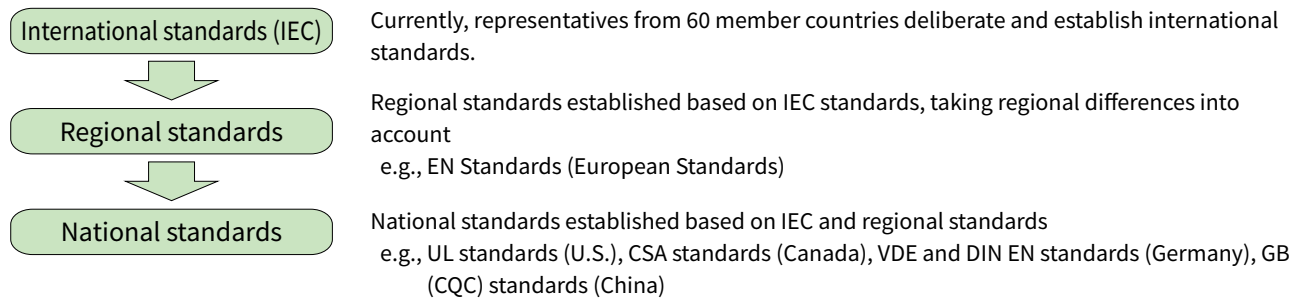 International standards (IEC)
Currently, representatives from 60 member countries deliberate and establish international
standards.
Regional standards
Regional standards established based on IEC standards, taking regional differences into
account
e.g., EN Standards (European Standards)
National standards
National standards established based on IEC and regional standards
e.g., UL standards (U.S.), CSA standards (Canada), VDE and DIN EN standards (Germany), GB
(CQC) standards (China)